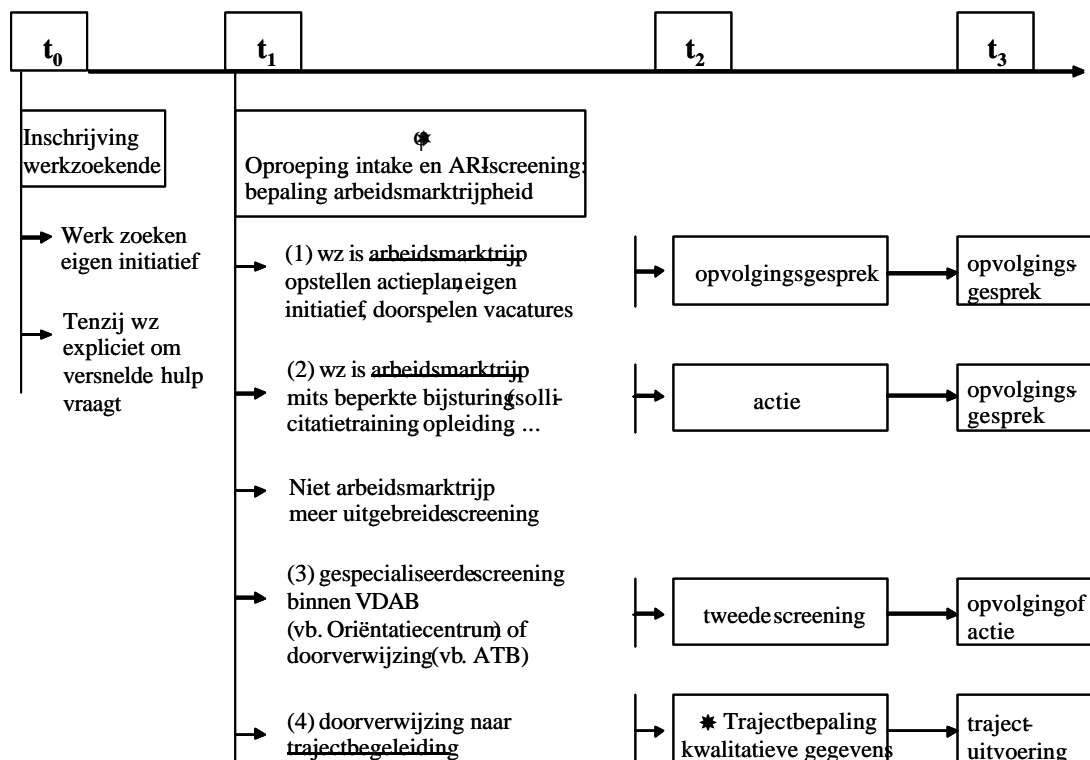 t0 t1 t2 t3
Inschrijving
werkzoekende
Werk zoeken
eigen initiatief
Tenzij wz
expliciet om
versnelde hulp
vraagt
Oproeping intake en ARI-screening:
bepaling arbeidsmarktrijpheid
(1) wz is arbeidsmarktrijp
opstellen actieplan, eigen
initiatief, doorspelen vacatures
opvolgingsgesprek
opvolgings-
gesprek
(2) wz is arbeidsmarktrijp
mits beperkte bijsturing (solli-
citatietraining opleiding ...
actie
opvolgings-
gesprek
Niet arbeidsmarktrijp
meer uitgebreide screening
(3) gespecialiseerde screening
binnen VDAB
(vb. Oriëntatiecentrum) of
doorverwijzing (vb. ATB)
tweede screening
opvolging of
actie
(4) doorverwijzing naar
trajectbegeleiding
✷ Trajectbepaling
kwalitatieve gegevens
traject-
uitvoering